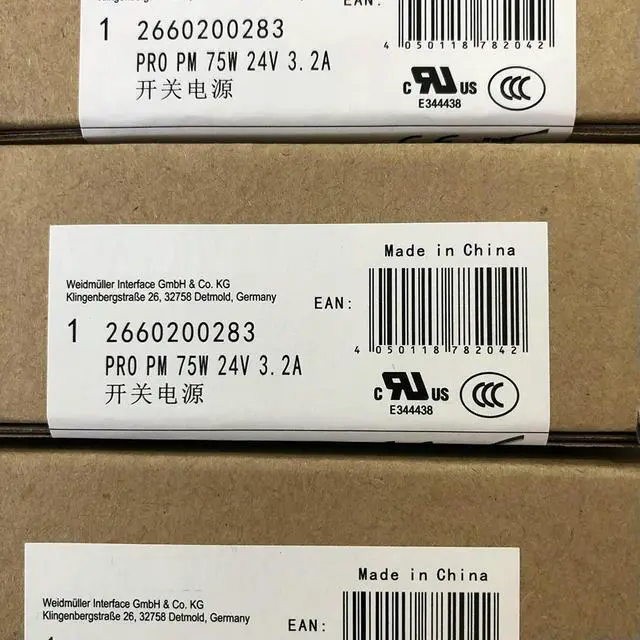 EAN:
1 2660200283
4 050118 782042
PRO PM 75W 24V 3.2A
开关电源
c RU US
E344438
CCC
Made in China
Weidmüller Interface GmbH & Co. KG
Klingenbergstraße 26, 32758 Detmold, Germany
EAN:
1 2660200283
4 050118 782042
PRO PM 75W 24V 3.2A
开关电源
c RU US
E344438
CCC
Made in China
Weidmüller Interface GmbH & Co. KG
Klingenbergstraße 26, 32758 Detmold, Germany
EAN: